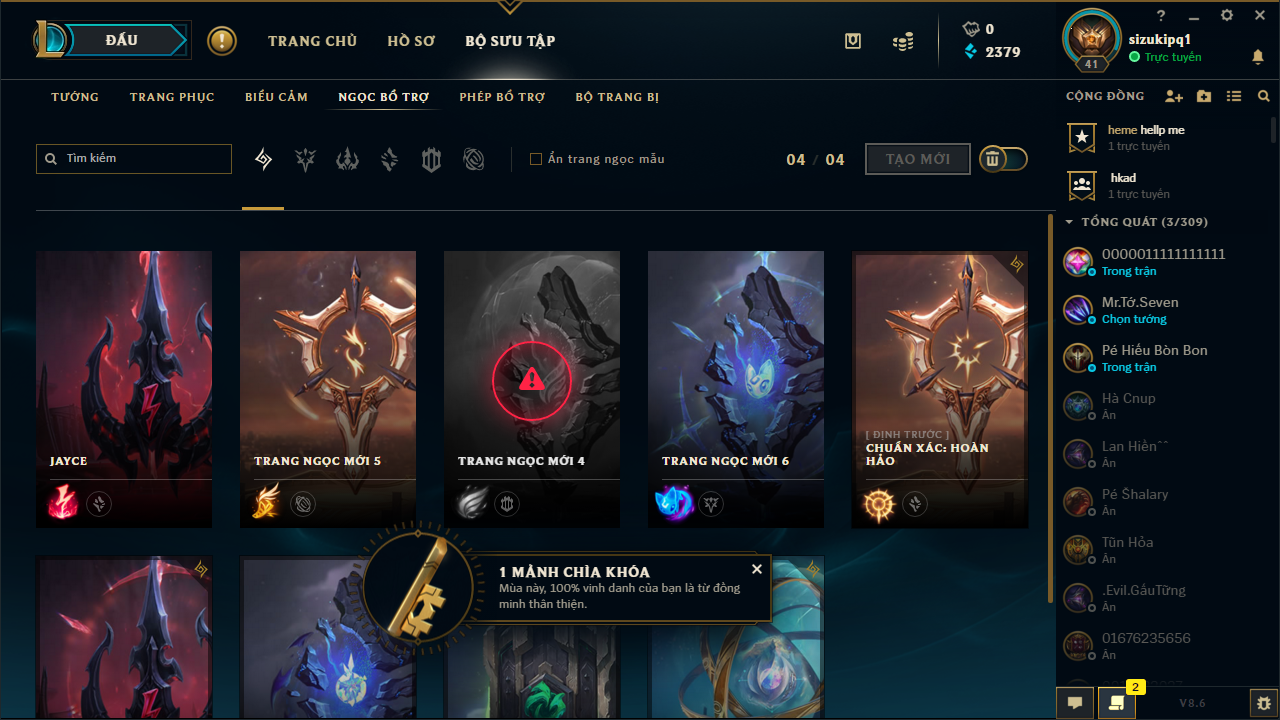 ĐẤU
TRANG CHỦ
HỒ SƠ
BỘ SƯU TẬP
0
2379
41
sizukipq1
Trực tuyến
TƯỚNG
TRANG PHỤC
BIỂU CẢM
NGỌC BỔ TRỢ
PHÉP BỔ TRỢ
BỘ TRANG BỊ
Tìm kiếm
Ẩn trang ngọc mẫu
04 / 04
TẠO MỚI
JAYCE
TRANG NGỌC MỚI 5
TRANG NGỌC MỚI 4
TRANG NGỌC MỚI 6
[ ĐỊNH TRƯỚC ]
CHUẨN XÁC: HOÀN
HẢO
1 MẢNH CHÌA KHÓA
Mùa này, 100% vinh danh của bạn là từ đồng
minh thân thiện.
CỘNG ĐỒNG
heme hellp me
1 trực tuyến
hkad
1 trực tuyến
TỔNG QUÁT (3/309)
0000011111111111
Trong trận
Mr.Tớ.Seven
Chọn tướng
Pé Hiếu Bòn Bon
Trong trận
Hà Cnup
Ẩn
Lan Hiền^^
Ẩn
Pé Šhalary
Ẩn
Tũn Hỏa
Ẩn
.Evil.GấuTững
Ẩn
01676235656
Ẩn
2
V8.6